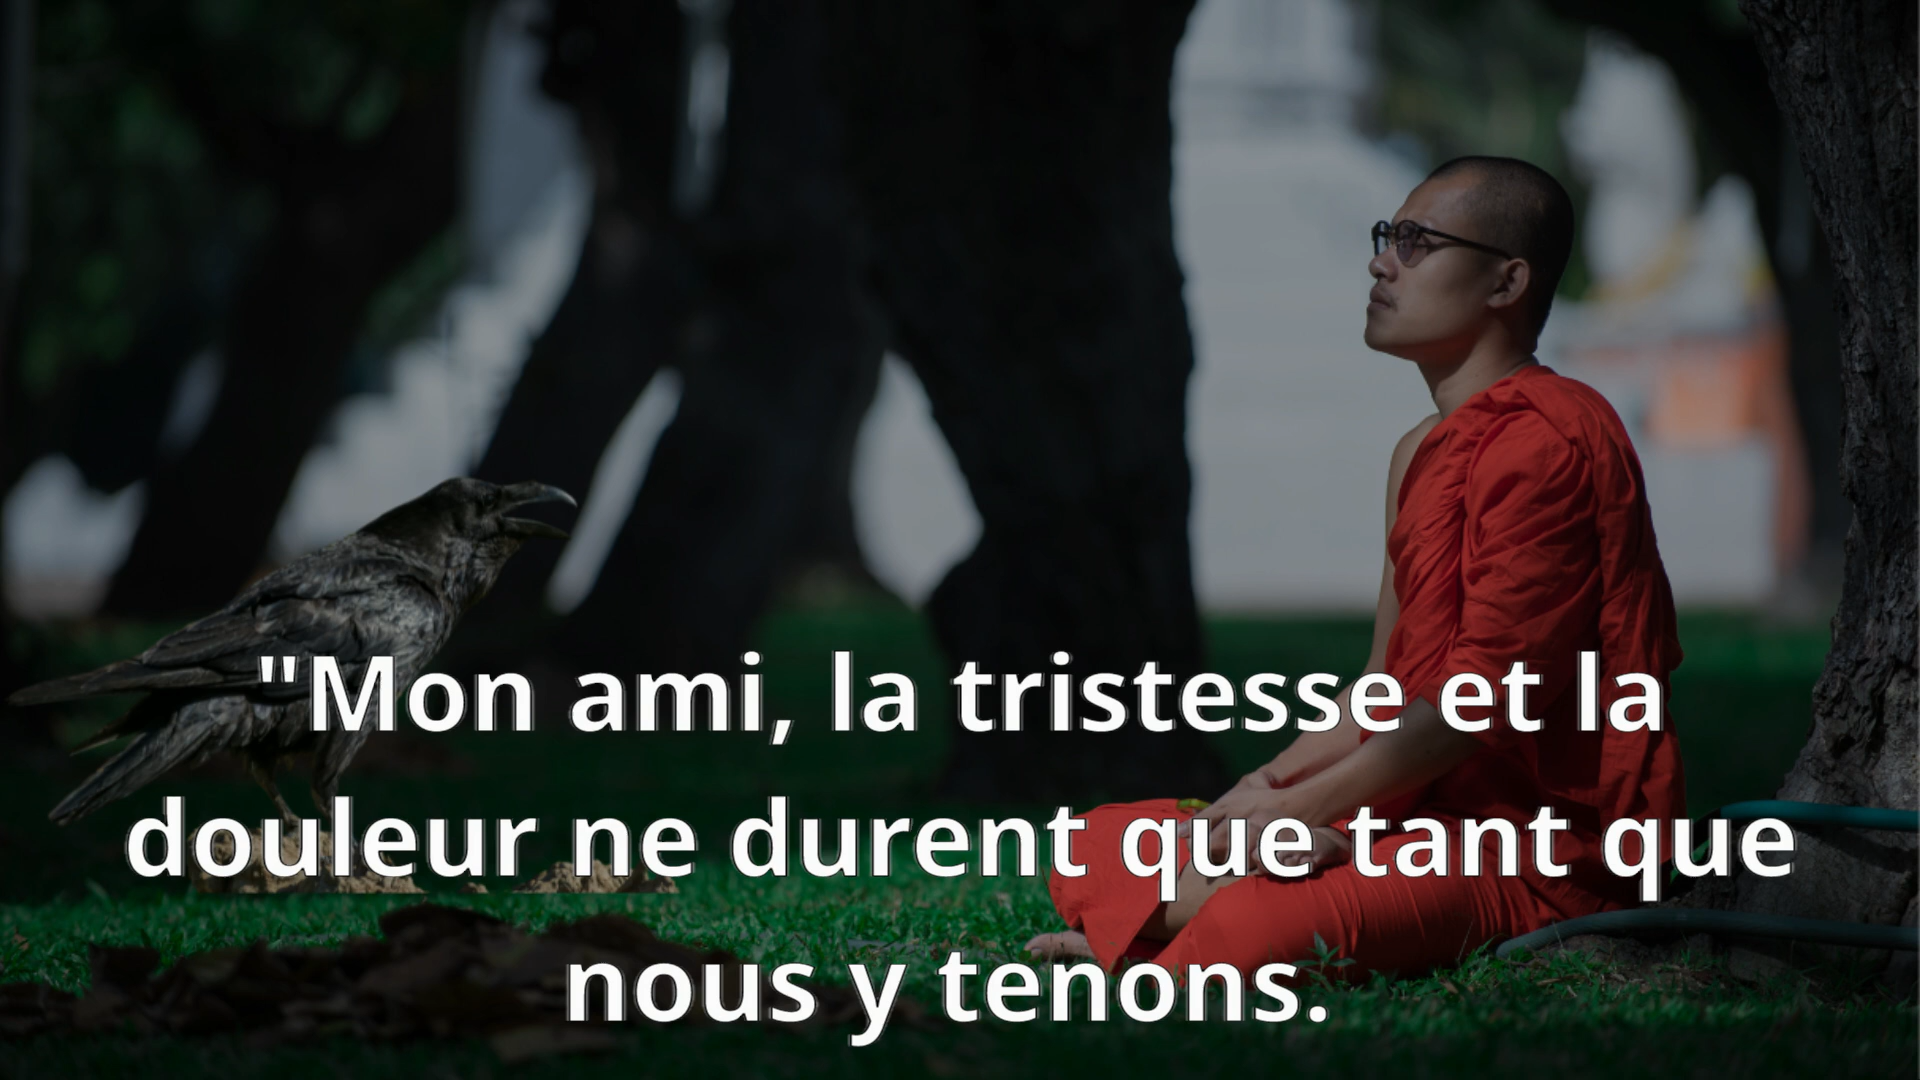 "Mon ami, la tristesse et la
douleur ne durent que tant que
nous y tenons.